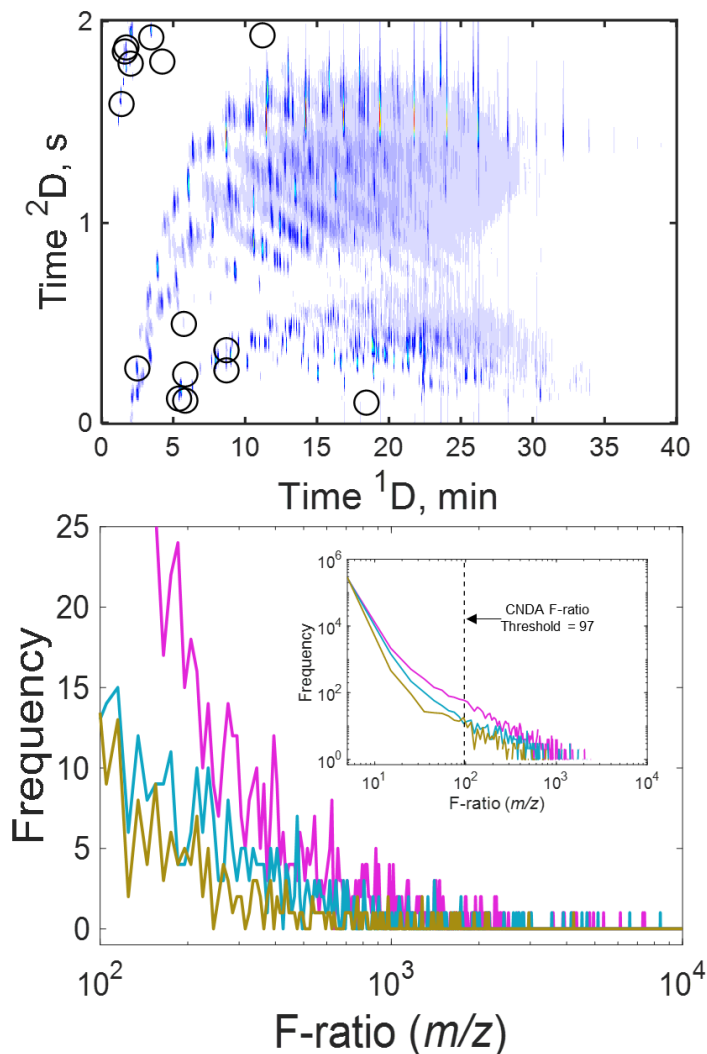 2
1
0
Time ²D, s
0 5 10 15 20 25 30 35 40
Time ¹D, min
25
20
15
10
5
0
Frequency
10² 10³ 10⁴
F-ratio (m/z)
10⁶
10⁴
10²
10⁰
Frequency
CNDA F-ratio
Threshold = 97
10¹ 10² 10³ 10⁴
F-ratio (m/z)